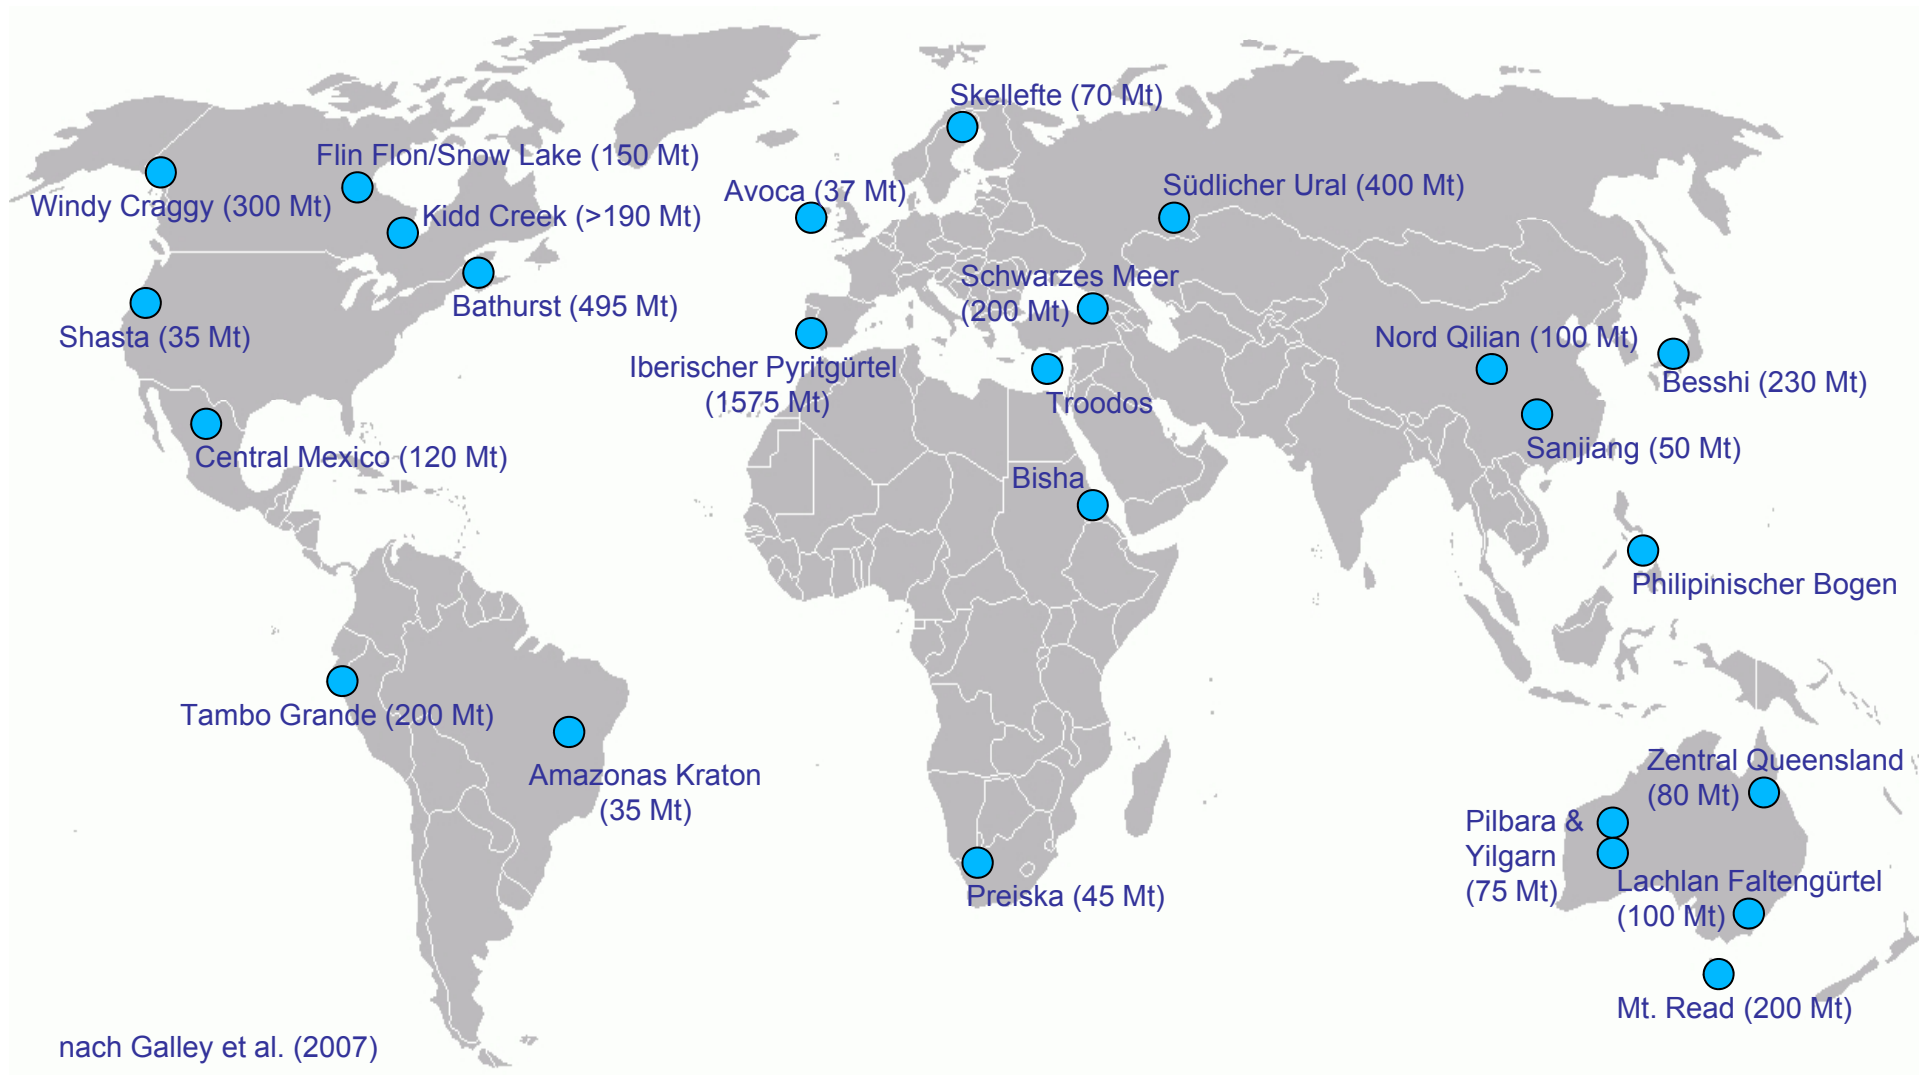 Skellefte (70 Mt)
Flin Flon/Snow Lake (150 Mt)
Windy Craggy (300 Mt)
Kidd Creek (>190 Mt)
Avoca (37 Mt)
Südlicher Ural (400 Mt)
Bathurst (495 Mt)
Schwarzes Meer
(200 Mt)
Shasta (35 Mt)
Nord Qilian (100 Mt)
Iberischer Pyritgürtel
(1575 Mt)
Troodos
Besshi (230 Mt)
Central Mexico (120 Mt)
Sanjiang (50 Mt)
Bisha
Philipinischer Bogen
Tambo Grande (200 Mt)
Amazonas Kraton
(35 Mt)
Zentral Queensland
(80 Mt)
Pilbara &
Yilgarn
(75 Mt)
Lachlan Faltengürtel
(100 Mt)
Preiska (45 Mt)
Mt. Read (200 Mt)
nach Galley et al. (2007)